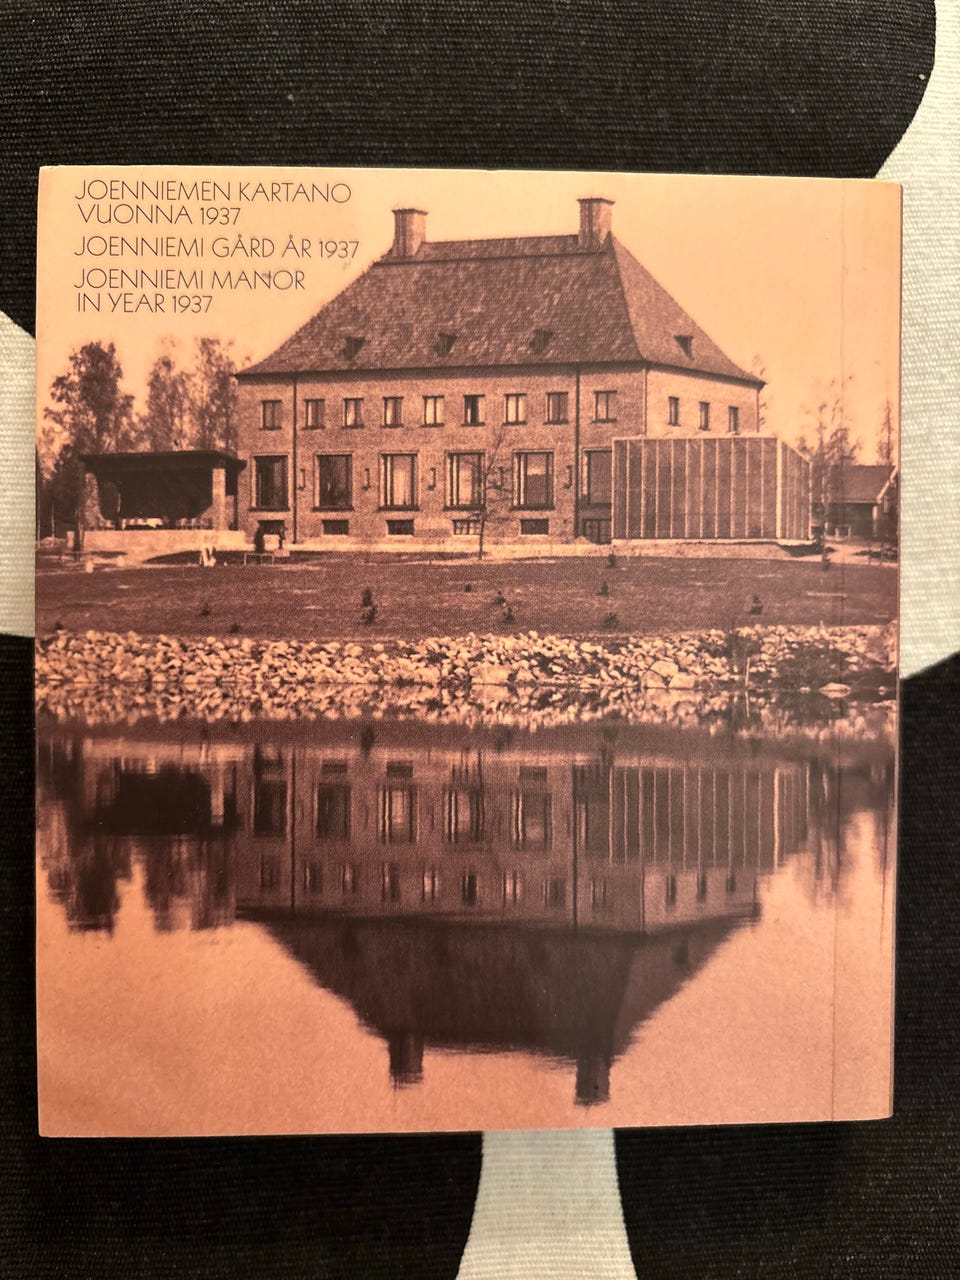 JOENNIEMEN KARTANO
VUONNA 1937
JOENNIEMI GÅRD ÅR 1937
JOENNIEMI MANOR
IN YEAR 1937